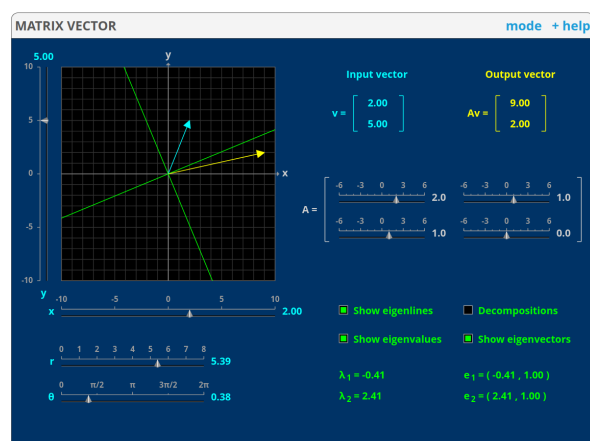 MATRIX VECTOR mode + help
5.00 y
10 5 0 -5 -10
x
y
-10 -5 0 5 10
x 2.00
0 1 2 3 4 5 6 7 8
r 5.39
0 π/2 π 3π/2 2π
θ 0.38
Input vector Output vector
v = [ 2.00 5.00 ] Av = [ 9.00 2.00 ]
A =
-6 -3 0 3 6 2.0 -6 -3 0 3 6 1.0
-6 -3 0 3 6 1.0 -6 -3 0 3 6 0.0
Show eigenlines Decompositions
Show eigenvalues Show eigenvectors
λ1 = -0.41 e1 = ( -0.41 , 1.00 )
λ2 = 2.41 e2 = ( 2.41 , 1.00 )